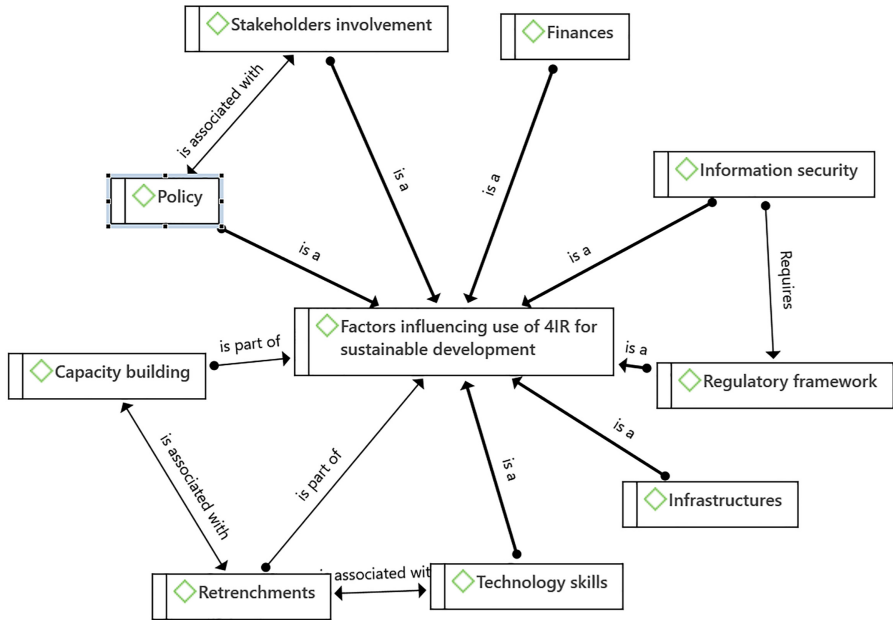 Stakeholders involvement
Finances
is associated with
Information security
Policy
is a
is a
is a
is a
Requires
Factors influencing use of 4IR for
sustainable development
is part of
is a
Capacity building
Regulatory framework
is a
is associated with
is part of
is a
Infrastructures
is associated wit
Technology skills
Retrenchments